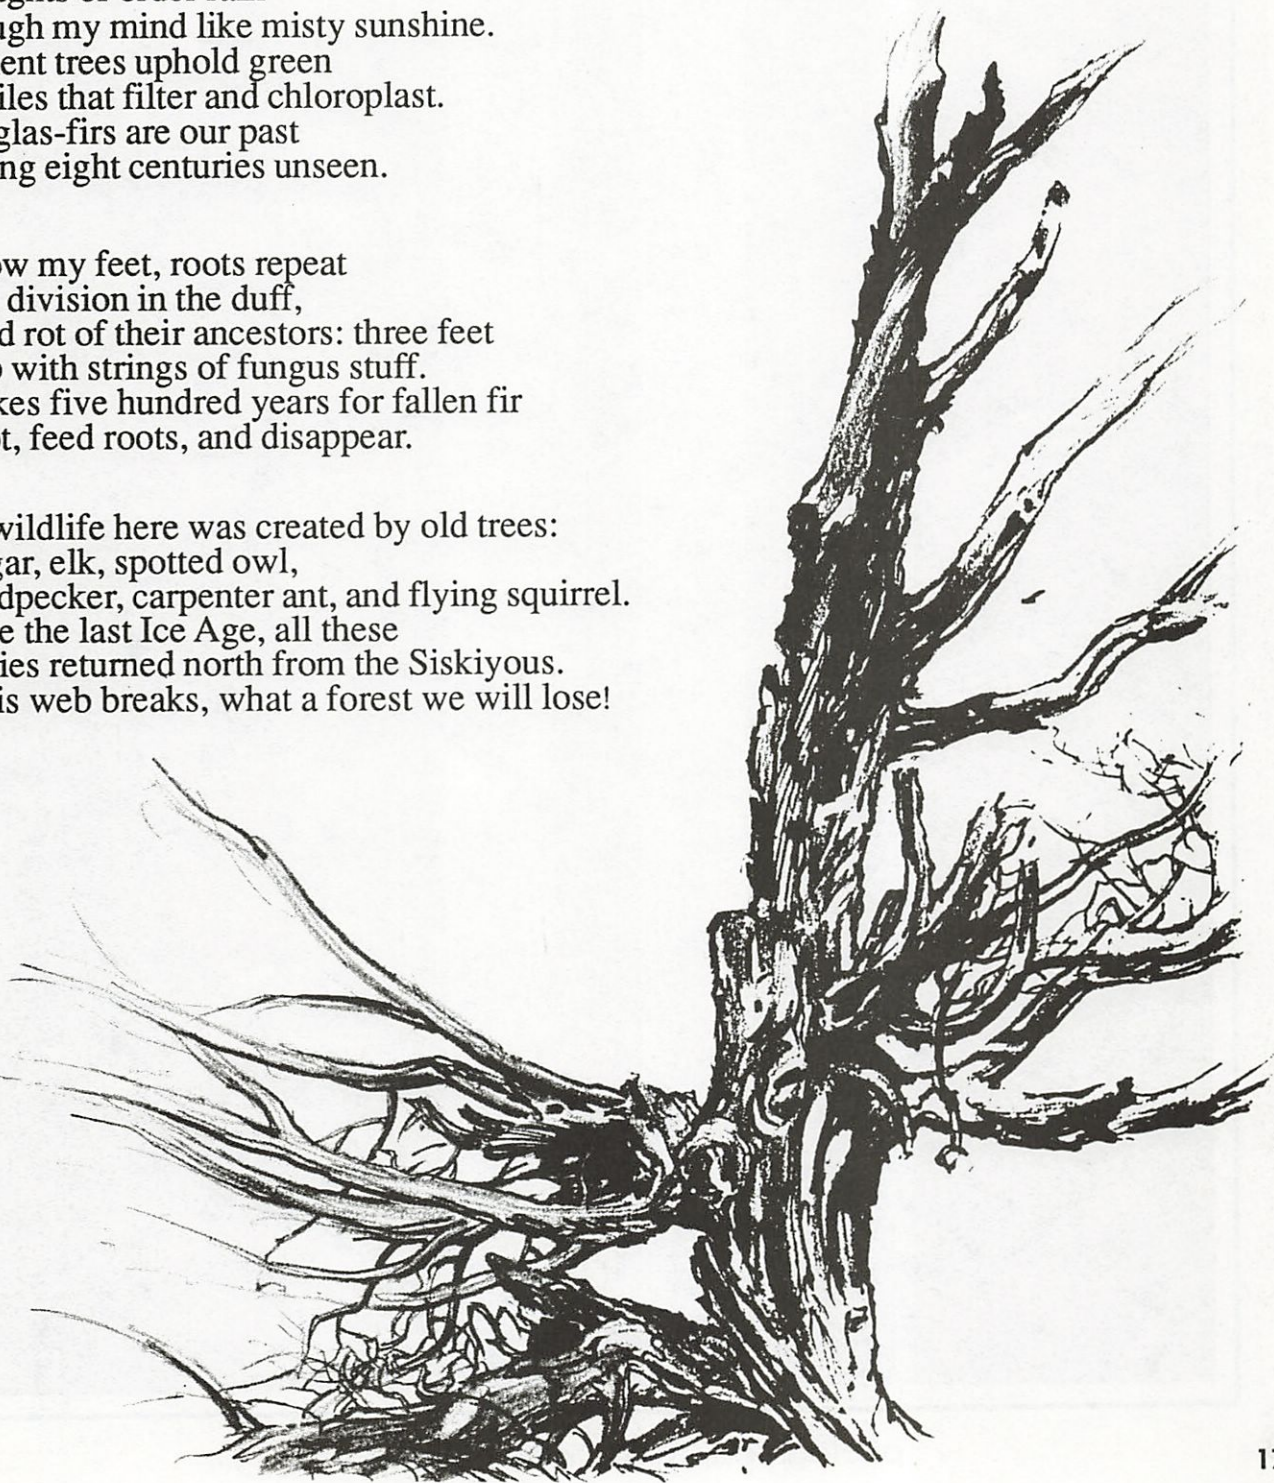 ugh my mind like misty sunshine.
ent trees uphold green
iles that filter and chloroplast.
glas-firs are our past
ng eight centuries unseen.
ow my feet, roots repeat
division in the duff,
d rot of their ancestors: three feet
with strings of fungus stuff.
kes five hundred years for fallen fir
t, feed roots, and disappear.
wildlife here was created by old trees:
gar, elk, spotted owl,
dpecker, carpenter ant, and flying squirrel.
e the last Ice Age, all these
ies returned north from the Siskiyous.
is web breaks, what a forest we will lose!